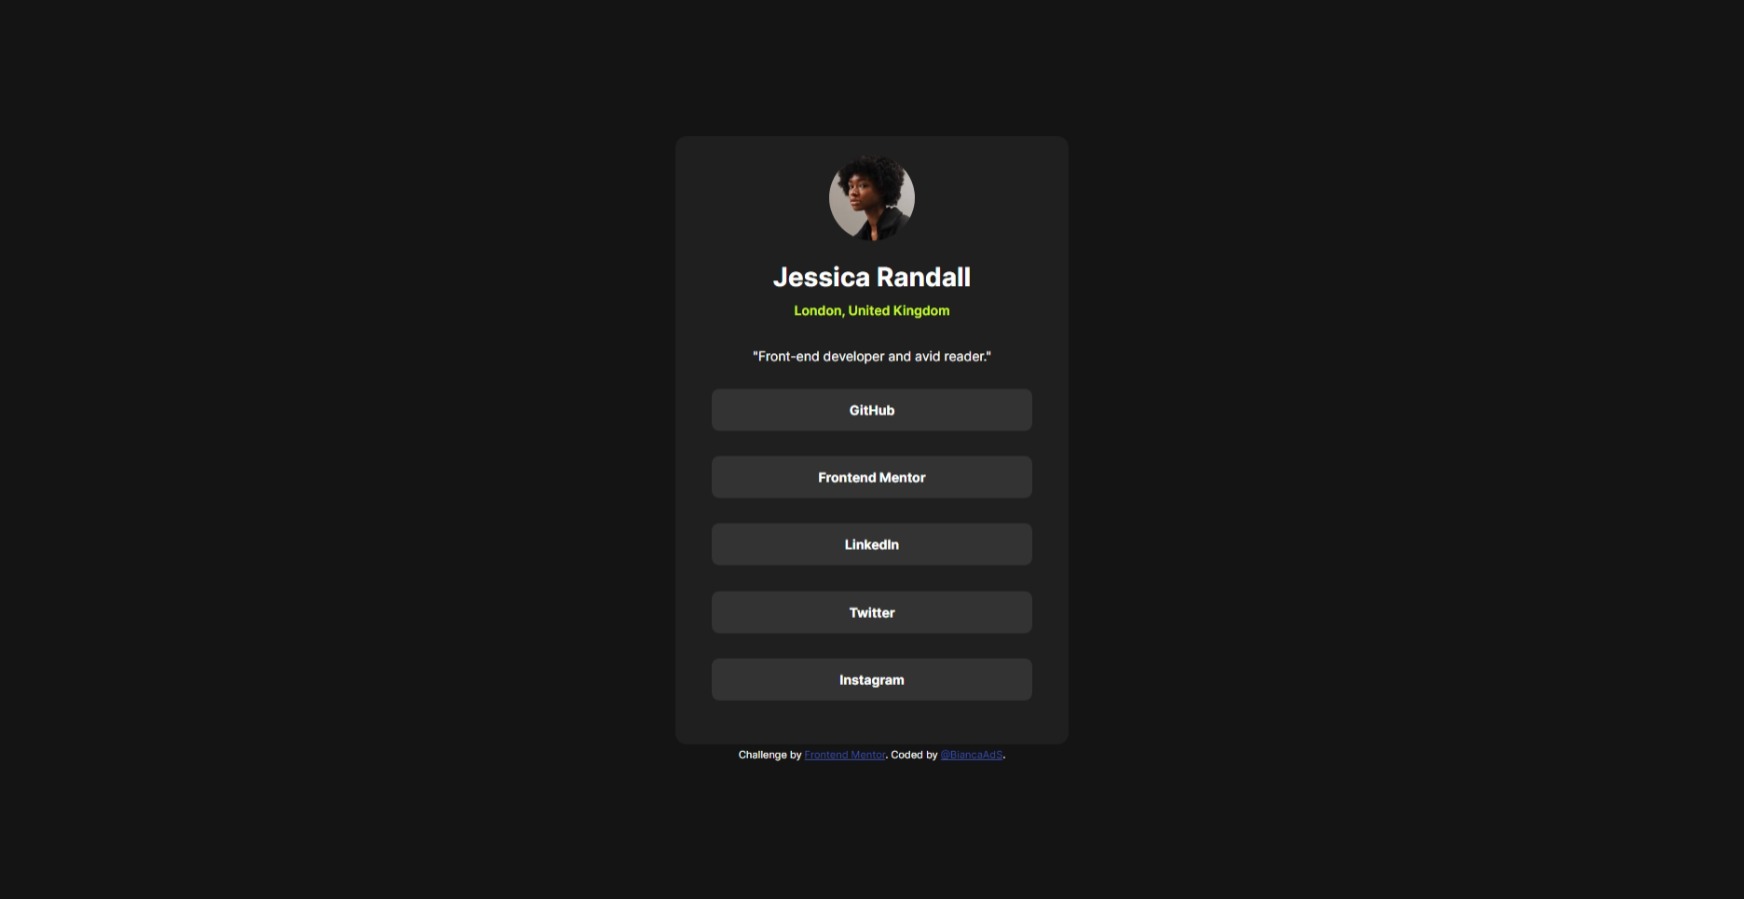 Jessica Randall
London, United Kingdom
"Front-end developer and avid reader."
GitHub
Frontend Mentor
LinkedIn
Twitter
Instagram
Challenge by Frontend Mentor. Coded by @BiancaAdS.